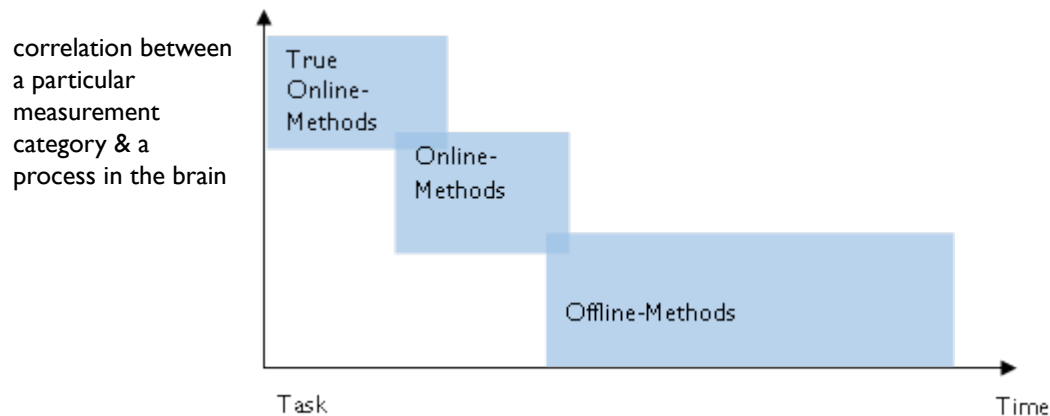 correlation between
a particular
measurement
category & a
process in the brain
True
Online-
Methods
Online-
Methods
Offline-Methods
Task
Time